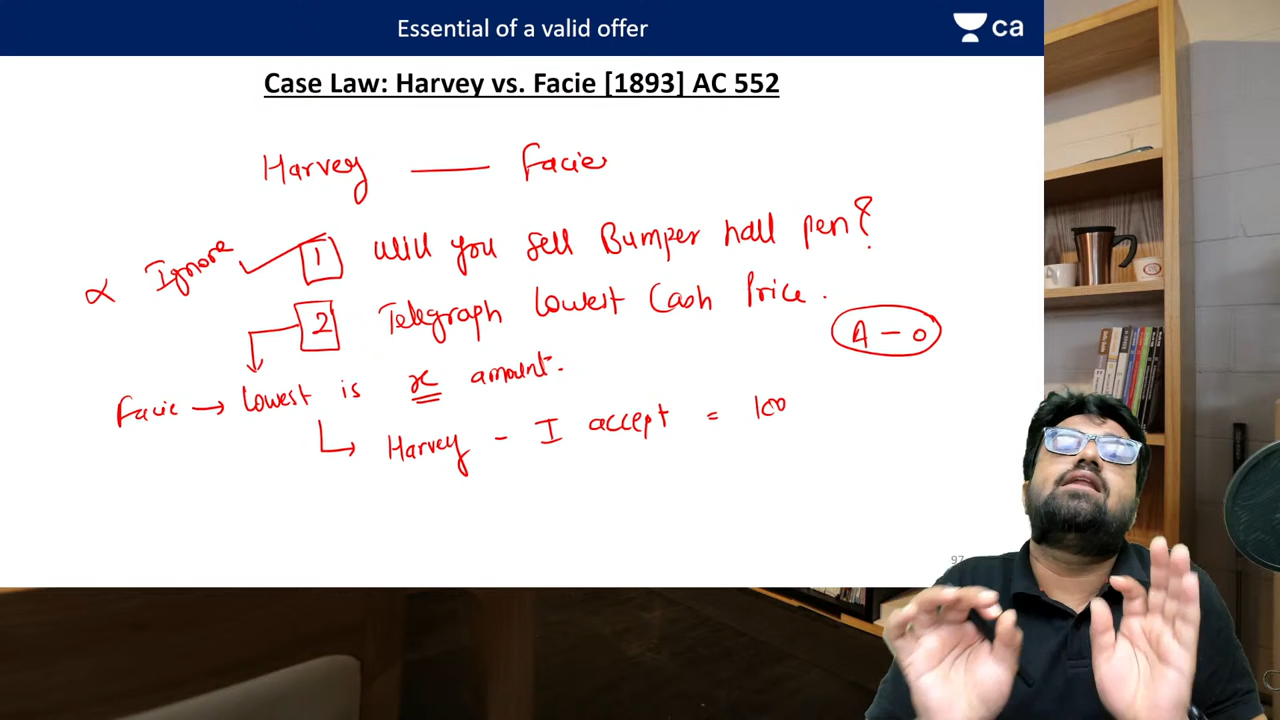 Essential of a valid offer
ca
Case Law: Harvey vs. Facie [1893] AC 552
Harvey — Facie
Ignore 1 Will you sell Bumper hall pen?
2 Telegraph lowest Cash Price.
A - O
Facie → Lowest is x amount.
Harvey - I accept = 100
97